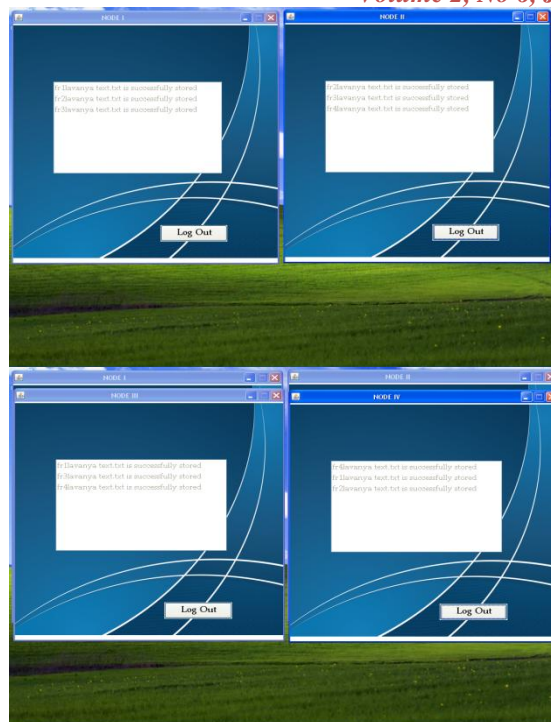 Volume 2, No 6, J
NODE I
fr1lavanya text.txt is successfully stored
fr2lavanya text.txt is successfully stored
fr3lavanya text.txt is successfully stored
Log Out
NODE II
fr2lavanya text.txt is successfully stored
fr3lavanya text.txt is successfully stored
fr4lavanya text.txt is successfully stored
Log Out
NODE I
NODE III
fr1lavanya text.txt is successfully stored
fr3lavanya text.txt is successfully stored
fr4lavanya text.txt is successfully stored
Log Out
NODE II
NODE IV
fr4lavanya text.txt is successfully stored
fr1lavanya text.txt is successfully stored
fr2lavanya text.txt is successfully stored
Log Out